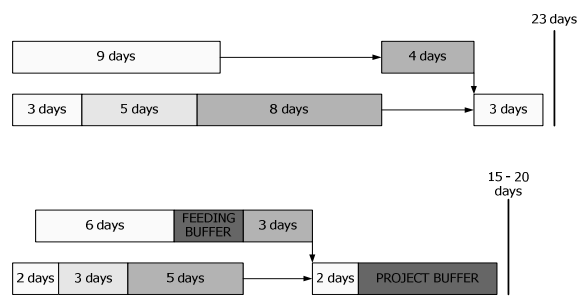 23 days
9 days
4 days
3 days
5 days
8 days
3 days
15 - 20
days
6 days
FEEDING
BUFFER
3 days
2 days
3 days
5 days
2 days
PROJECT BUFFER